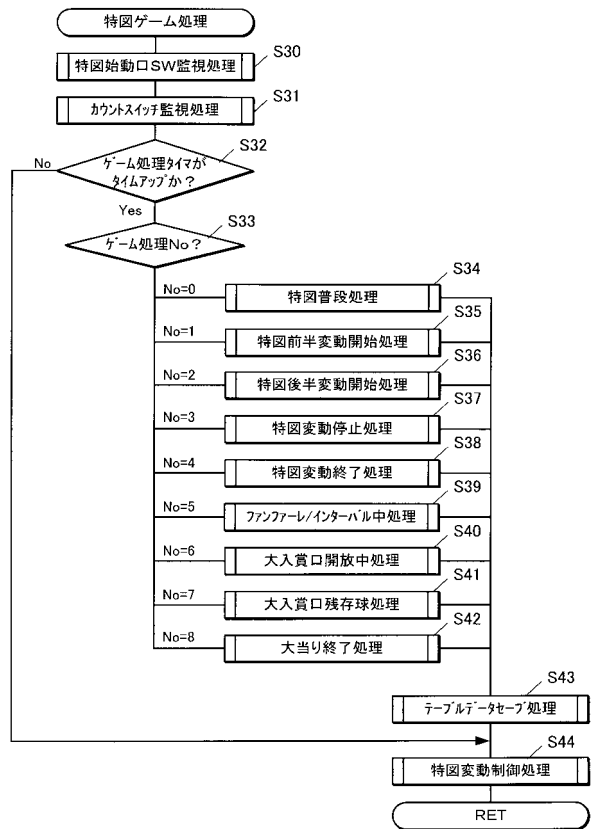 特図ゲーム処理
特図始動口SW監視処理
S30
カウントスイッチ監視処理
S31
ゲーム処理タイマが
タイムアップか?
S32
No
Yes
ゲーム処理No?
S33
No=0
特図普段処理
S34
No=1
特図前半変動開始処理
S35
No=2
特図後半変動開始処理
S36
No=3
特図変動停止処理
S37
No=4
特図変動終了処理
S38
No=5
ファンファーレ/インターバル中処理
S39
No=6
大入賞口開放中処理
S40
No=7
大入賞口残存球処理
S41
No=8
大当り終了処理
S42
テーブルデータセーブ処理
S43
特図変動制御処理
S44
RET